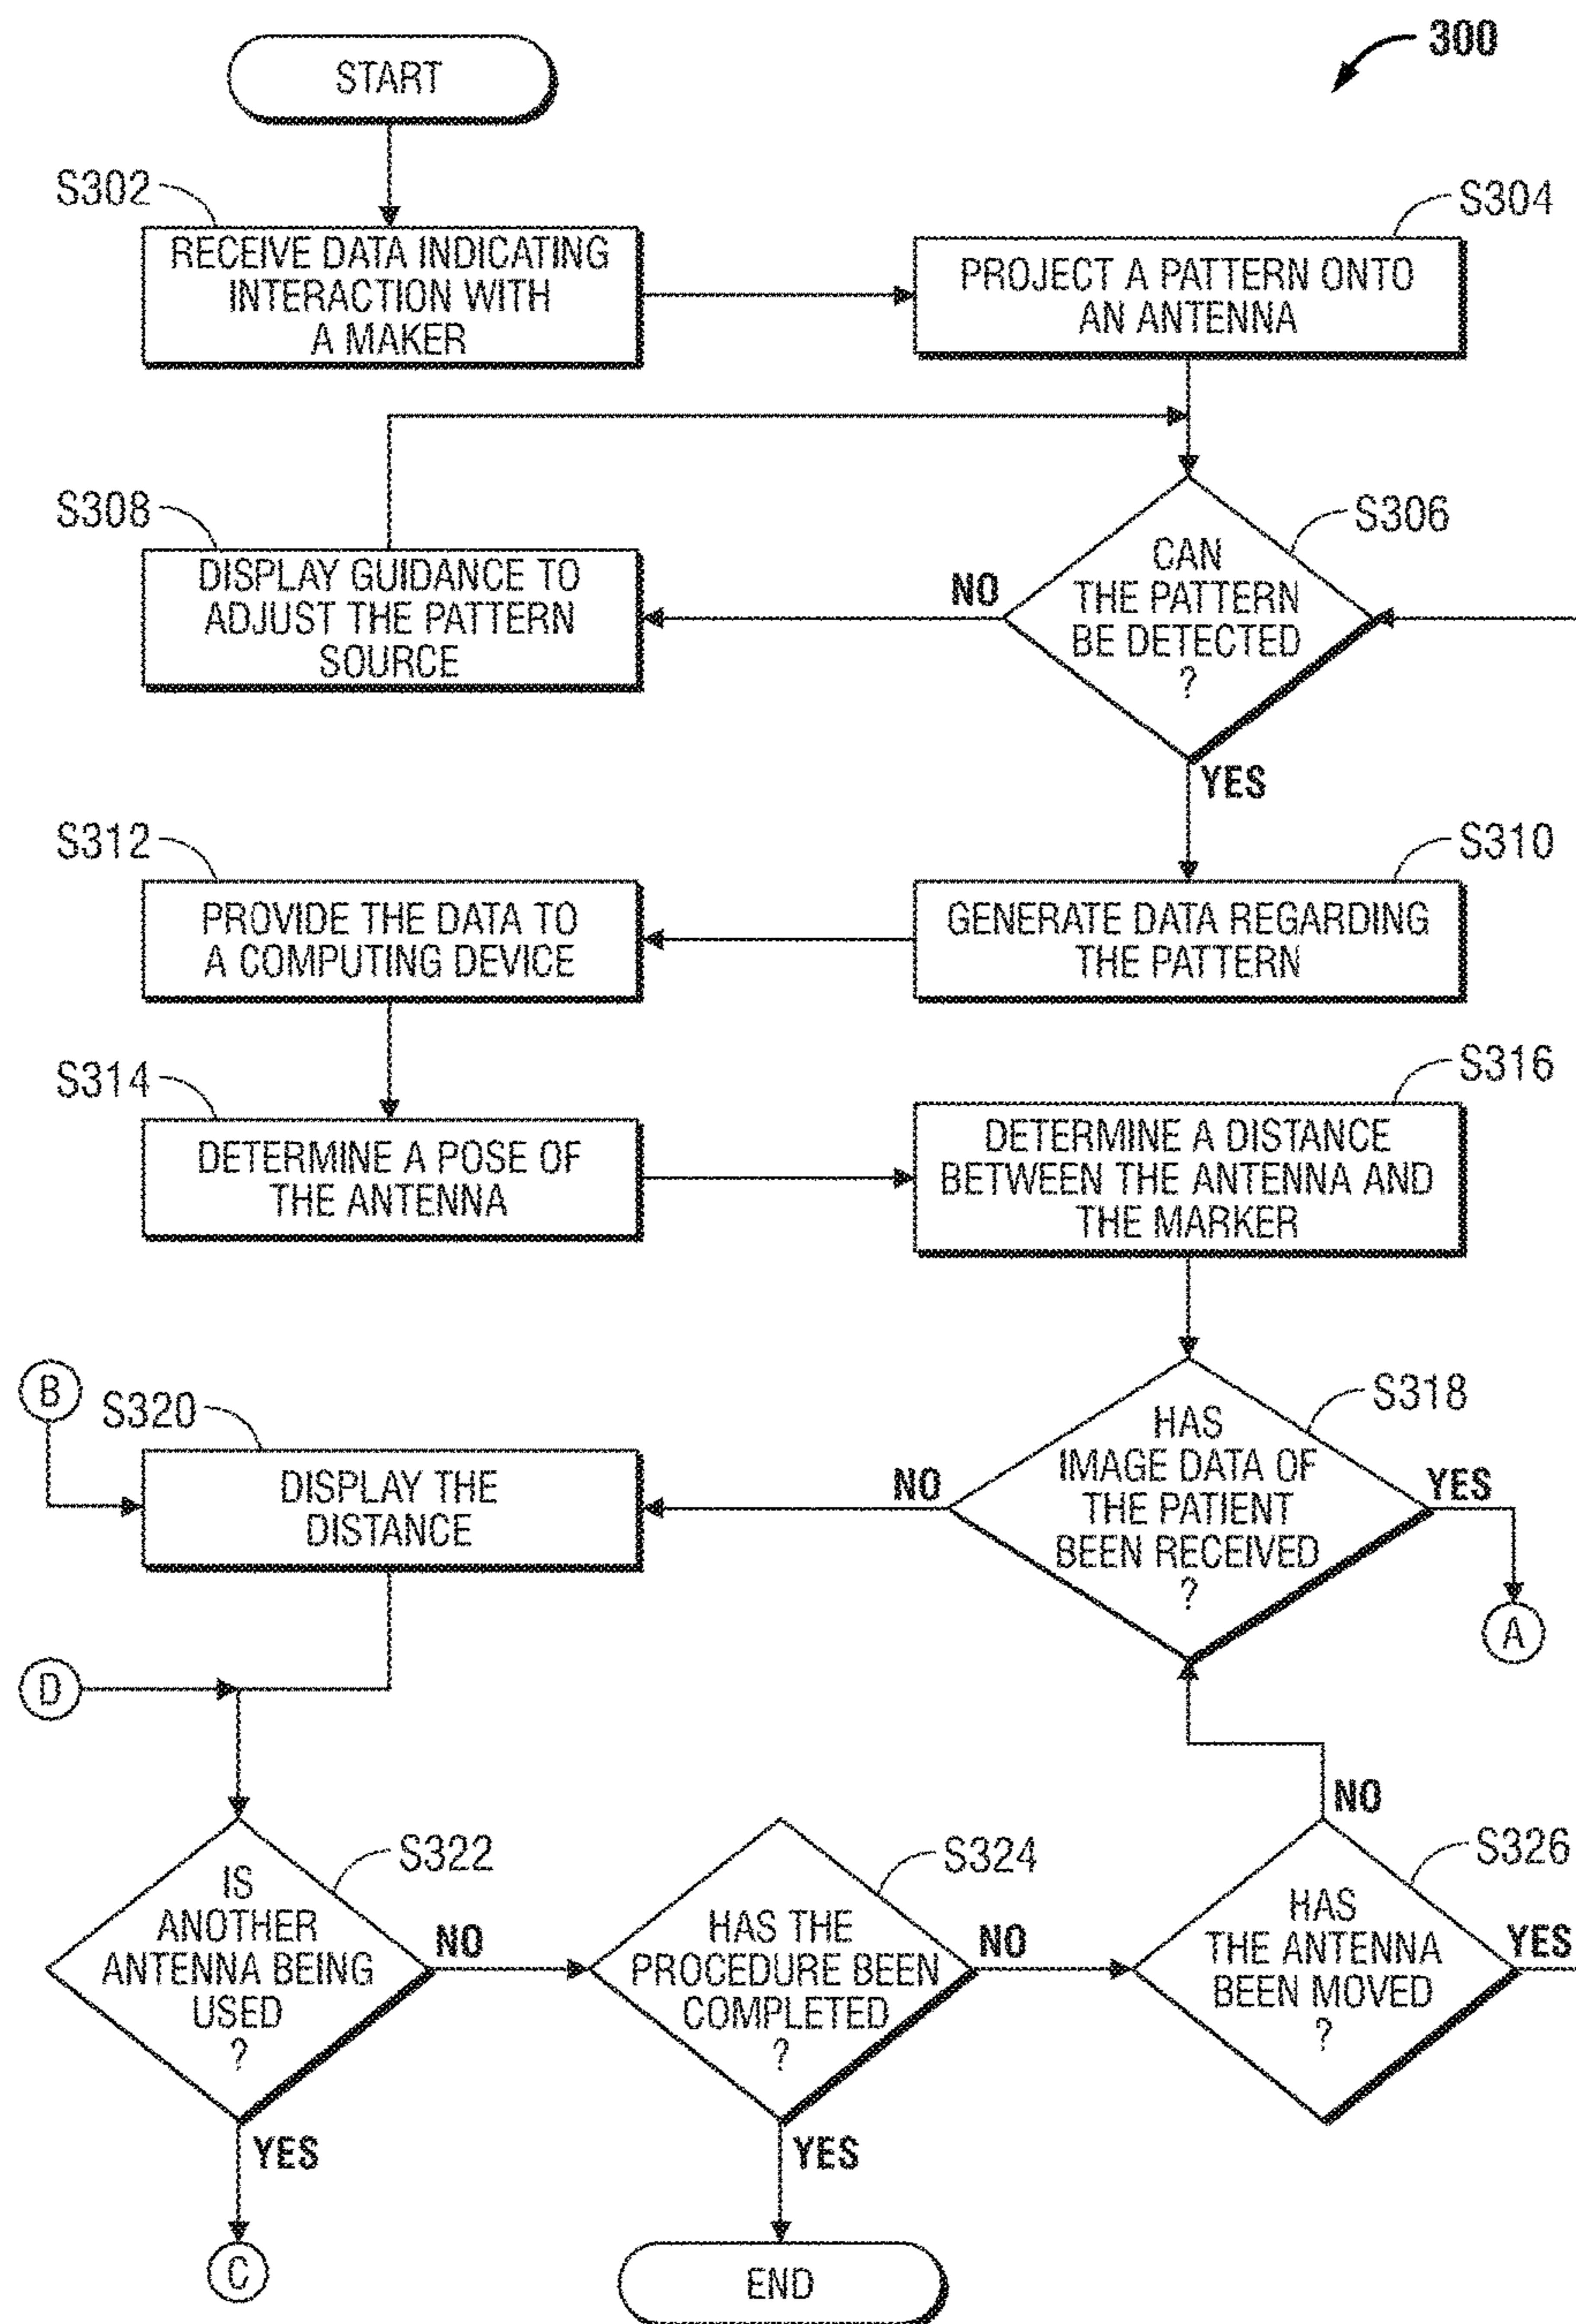 300
START
S302
RECEIVE DATA INDICATING
INTERACTION WITH
A MAKER
S304
PROJECT A PATTERN ONTO
AN ANTENNA
S308
DISPLAY GUIDANCE TO
ADJUST THE PATTERN
SOURCE
NO
S306
CAN
THE PATTERN
BE DETECTED
?
YES
S312
PROVIDE THE DATA TO
A COMPUTING DEVICE
S310
GENERATE DATA REGARDING
THE PATTERN
S314
DETERMINE A POSE OF
THE ANTENNA
S316
DETERMINE A DISTANCE
BETWEEN THE ANTENNA AND
THE MARKER
B
S320
DISPLAY THE
DISTANCE
NO
S318
HAS
IMAGE DATA OF
THE PATIENT
BEEN RECEIVED
?
YES
A
D
S322
IS
ANOTHER
ANTENNA BEING
USED
?
NO
YES
C
S324
HAS THE
PROCEDURE BEEN
COMPLETED
?
NO
YES
END
NO
S326
HAS
THE ANTENNA
BEEN MOVED
?
YES